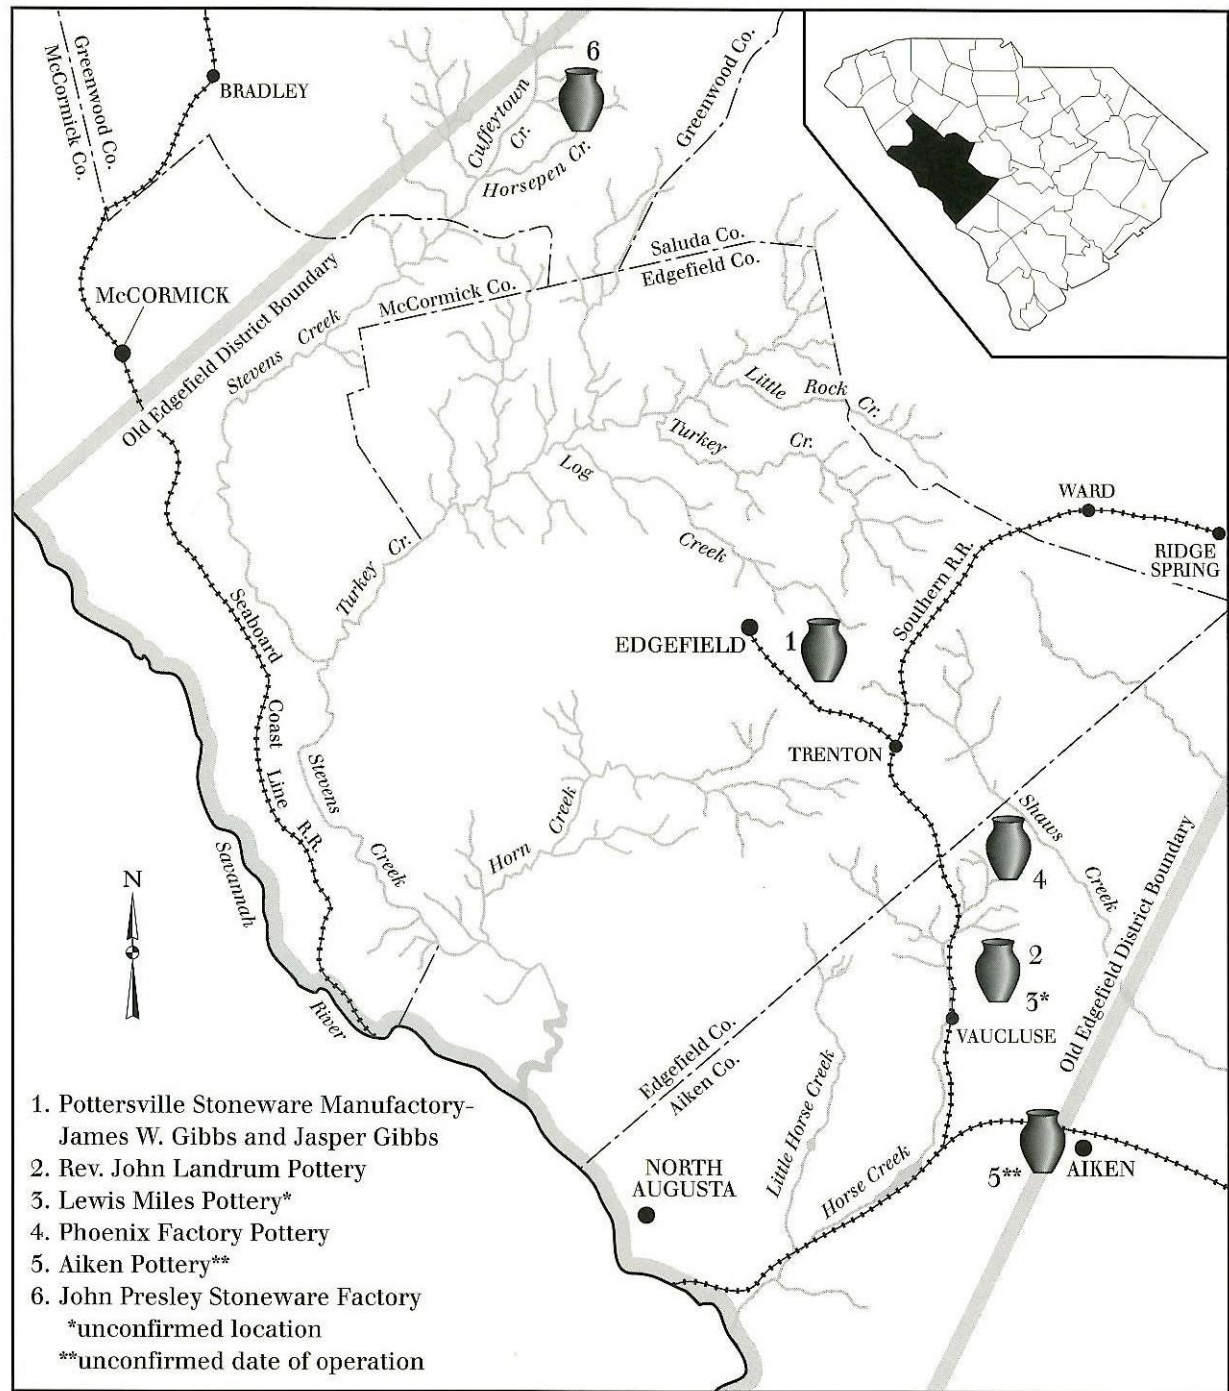 6
Greenwood Co.
McCormick Co.
BRADLEY
Cuffeytown
Cr.
Horsepen Cr.
Greenwood Co.
Saluda Co.
Edgefield Co.
McCORMICK
McCormick Co.
Old Edgefield District Boundary
Stevens Creek
Little Rock Cr.
Turkey Cr.
Log
Creek
WARD
RIDGE
SPRING
Turkey Cr.
Southern R.R.
Seaboard
Coast
Line
R.R.
EDGEFIELD
1
TRENTON
Stevens
Creek
Horn
Creek
Shaws
Creek
4
Savannah
River
N
2
3*
VAUCLUSE
Old Edgefield District Boundary
Edgefield Co.
Aiken Co.
Little Horse Creek
Horse Creek
NORTH
AUGUSTA
5**
AIKEN
1. Pottersville Stoneware Manufactory-
James W. Gibbs and Jasper Gibbs
2. Rev. John Landrum Pottery
3. Lewis Miles Pottery*
4. Phoenix Factory Pottery
5. Aiken Pottery**
6. John Presley Stoneware Factory
*unconfirmed location
**unconfirmed date of operation